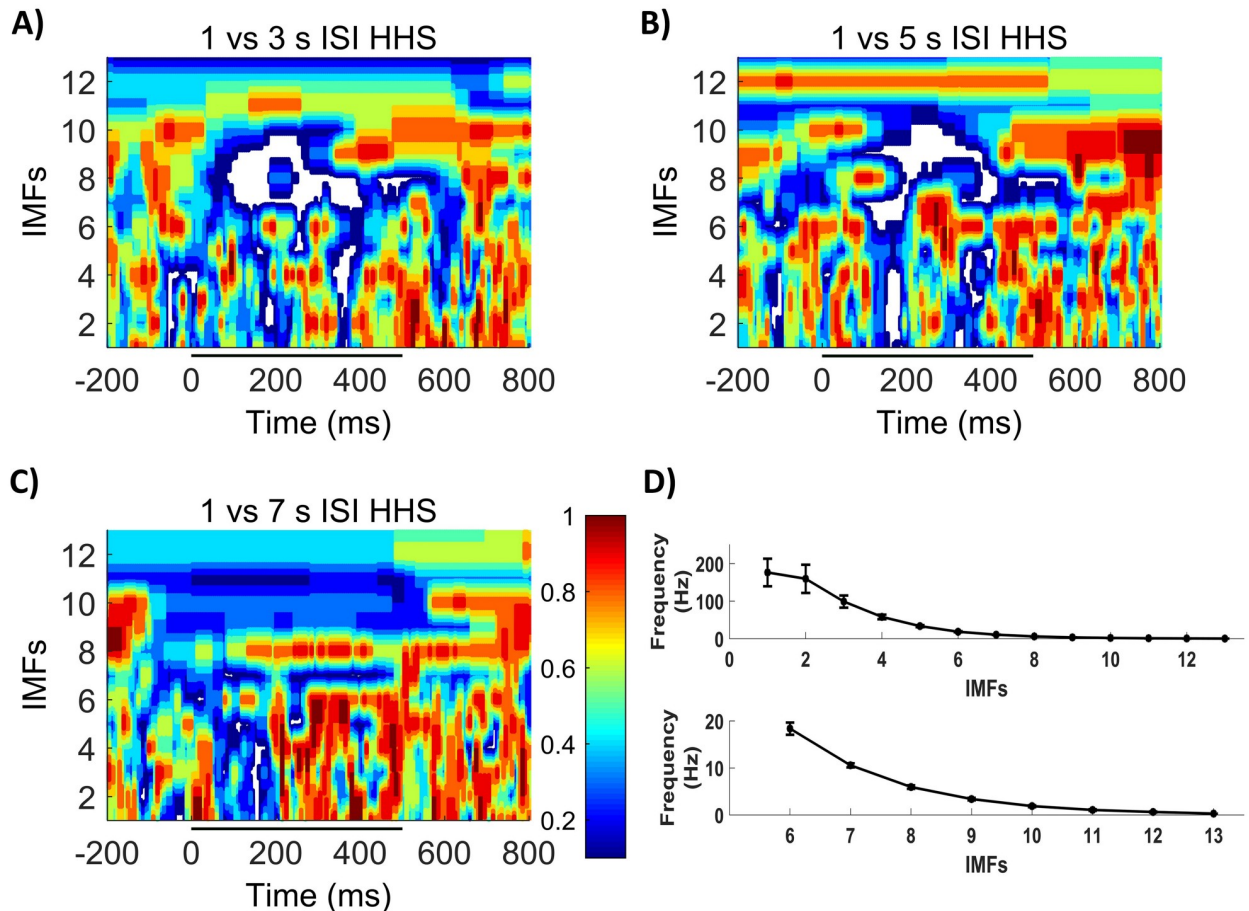 A)
1 vs 3 s ISI HHS
IMFs
12
10
8
6
4
2
-200 0 200 400 600 800
Time (ms)
B)
1 vs 5 s ISI HHS
IMFs
12
10
8
6
4
2
-200 0 200 400 600 800
Time (ms)
C)
1 vs 7 s ISI HHS
IMFs
12
10
8
6
4
2
-200 0 200 400 600 800
Time (ms)
1
0.8
0.6
0.4
0.2
D)
Frequency
(Hz)
200
100
0
0 2 4 6 8 10 12
IMFs
Frequency
(Hz)
20
10
0
6 7 8 9 10 11 12 13
IMFs